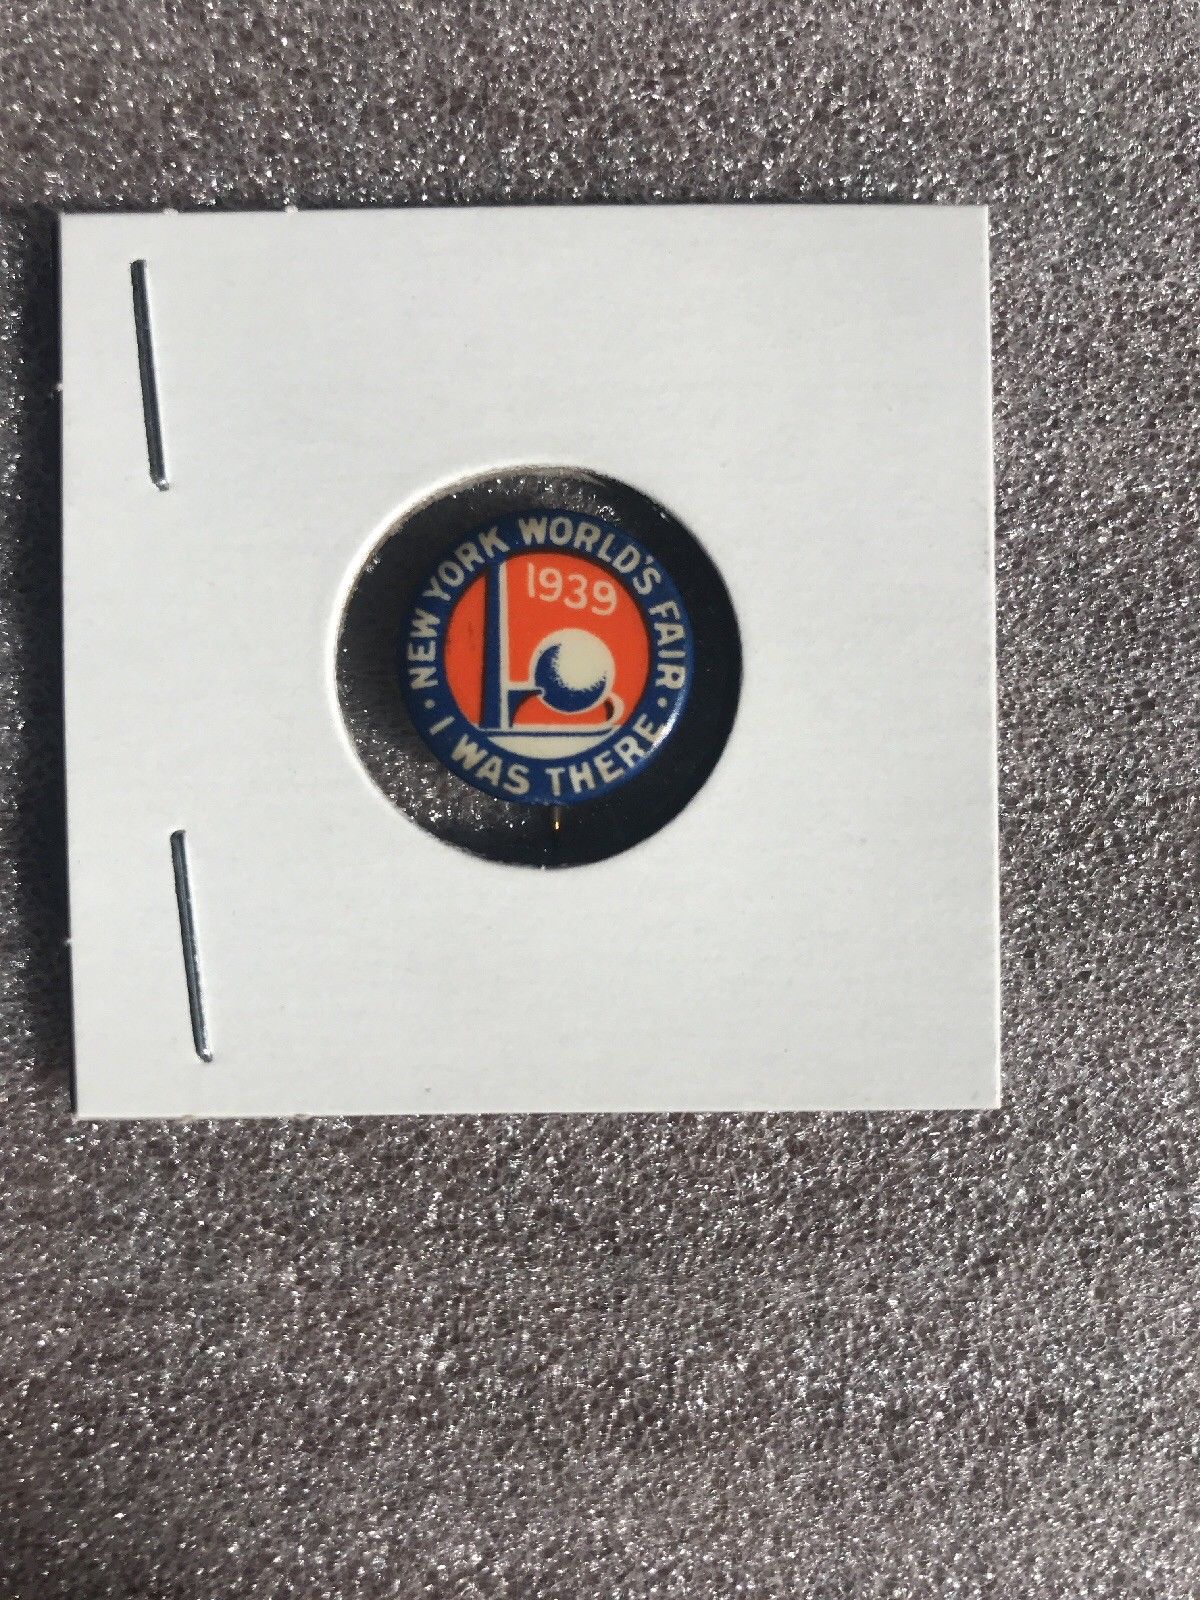 NEW YORK WORLD'S FAIR
1939
· I WAS THERE ·